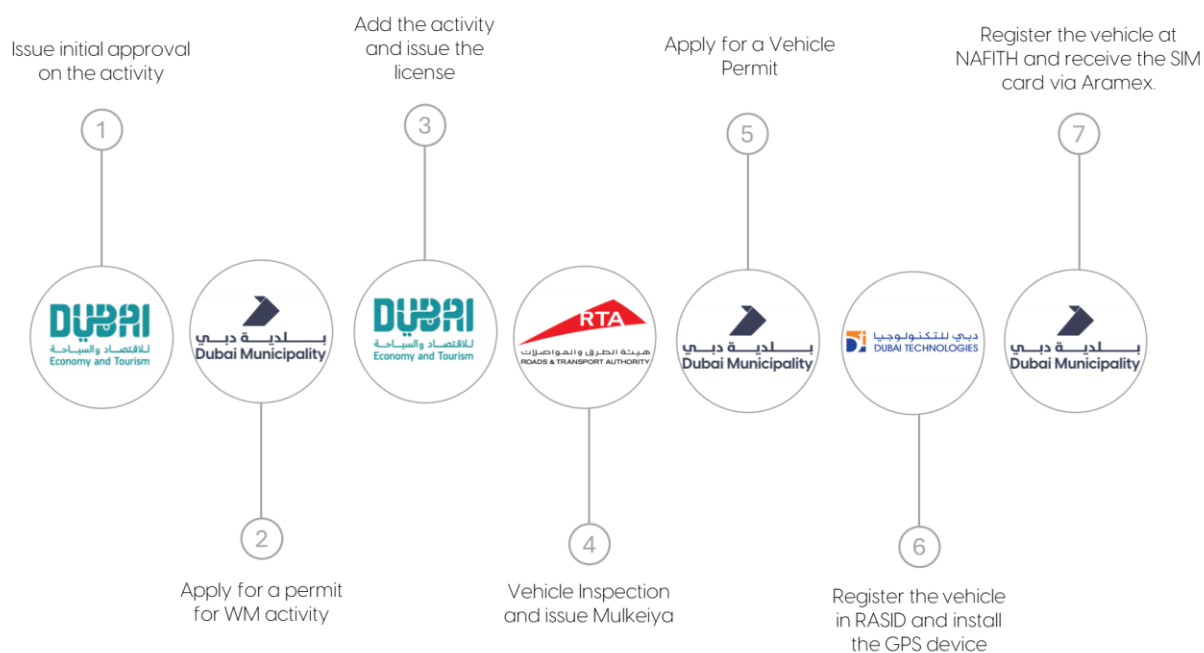 Issue initial approval
on the activity
1
DUBAI
للاقتصاد والسياحة
Economy and Tourism
2
بلدية دبي
Dubai Municipality
Apply for a permit
for WM activity
Add the activity
and issue the
license
3
DUBAI
للاقتصاد والسياحة
Economy and Tourism
4
RTA
هيئة الطرق والمواصلات
ROADS & TRANSPORT AUTHORITY
Vehicle Inspection
and issue Mulkeiya
Apply for a Vehicle
Permit
5
بلدية دبي
Dubai Municipality
6
دبي للتكنولوجيا
DUBAI TECHNOLOGIES
Register the vehicle
in RASID and install
the GPS device
Register the vehicle at
NAFITH and receive the SIM
card via Aramex.
7
بلدية دبي
Dubai Municipality